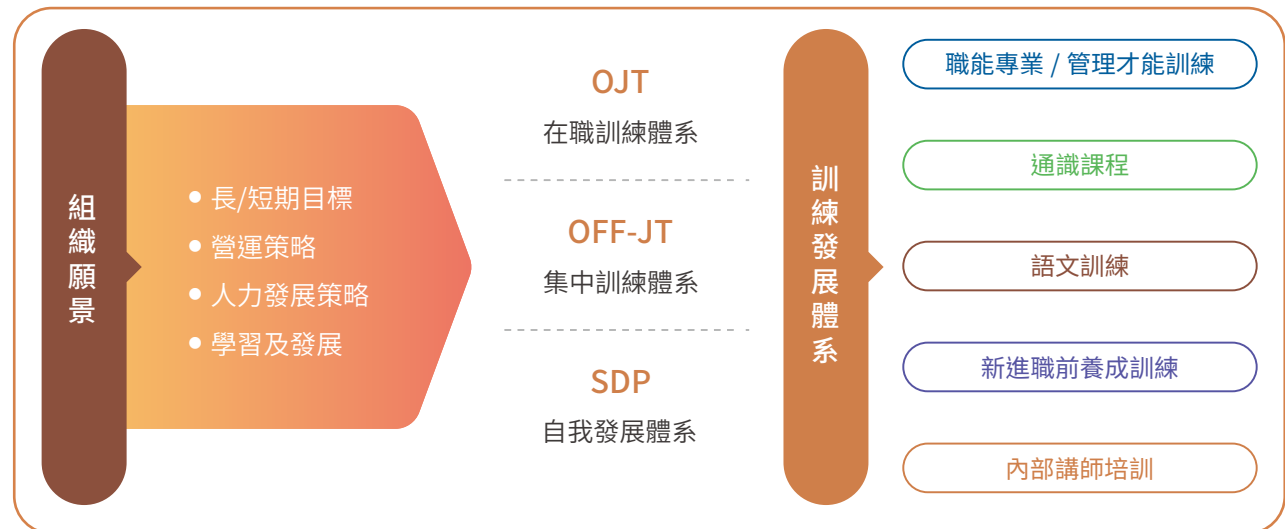 組織願景
長/短期目標
營運策略
人力發展策略
學習及發展
OJT
在職訓練體系
OFF-JT
集中訓練體系
SDP
自我發展體系
訓練發展體系
職能專業 / 管理才能訓練
通識課程
語文訓練
新進職前養成訓練
內部講師培訓